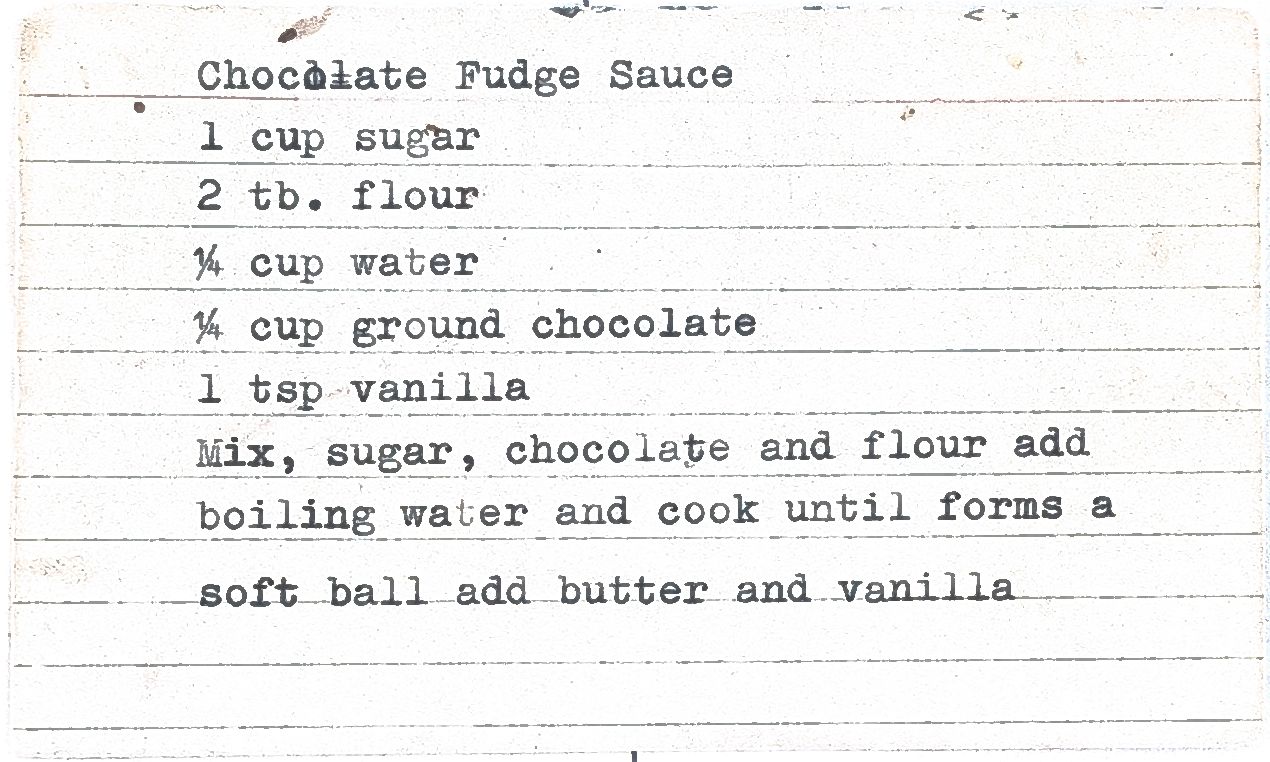 Chocolate Fudge Sauce
1 cup sugar
2 tb. flour
¼ cup water
¼ cup ground chocolate
1 tsp vanilla
Mix, sugar, chocolate and flour add
boiling water and cook until forms a
soft ball add butter and vanilla